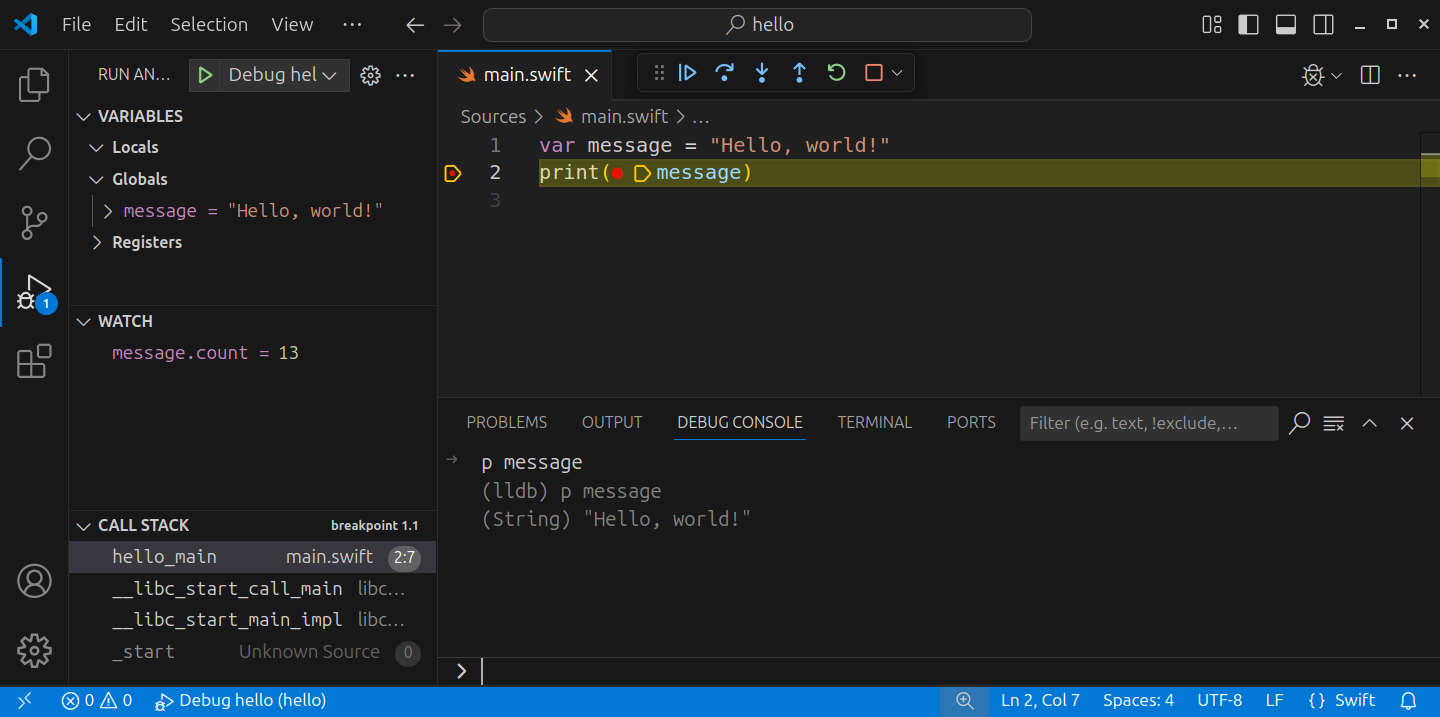 File Edit Selection View ··· hello
RUN AN... Debug hel
VARIABLES
Locals
Globals
message = "Hello, world!"
Registers
WATCH
message.count = 13
CALL STACK breakpoint 1.1
hello_main main.swift 2:7
__libc_start_call_main libc...
__libc_start_main_impl libc...
_start Unknown Source 0
1
main.swift
Sources > main.swift > ...
1 var message = "Hello, world!"
2 print(message)
3
PROBLEMS OUTPUT DEBUG CONSOLE TERMINAL PORTS Filter (e.g. text, !exclude,...
→ p message
(lldb) p message
(String) "Hello, world!"
>
0 0 Debug hello (hello) Ln 2, Col 7 Spaces: 4 UTF-8 LF {} Swift